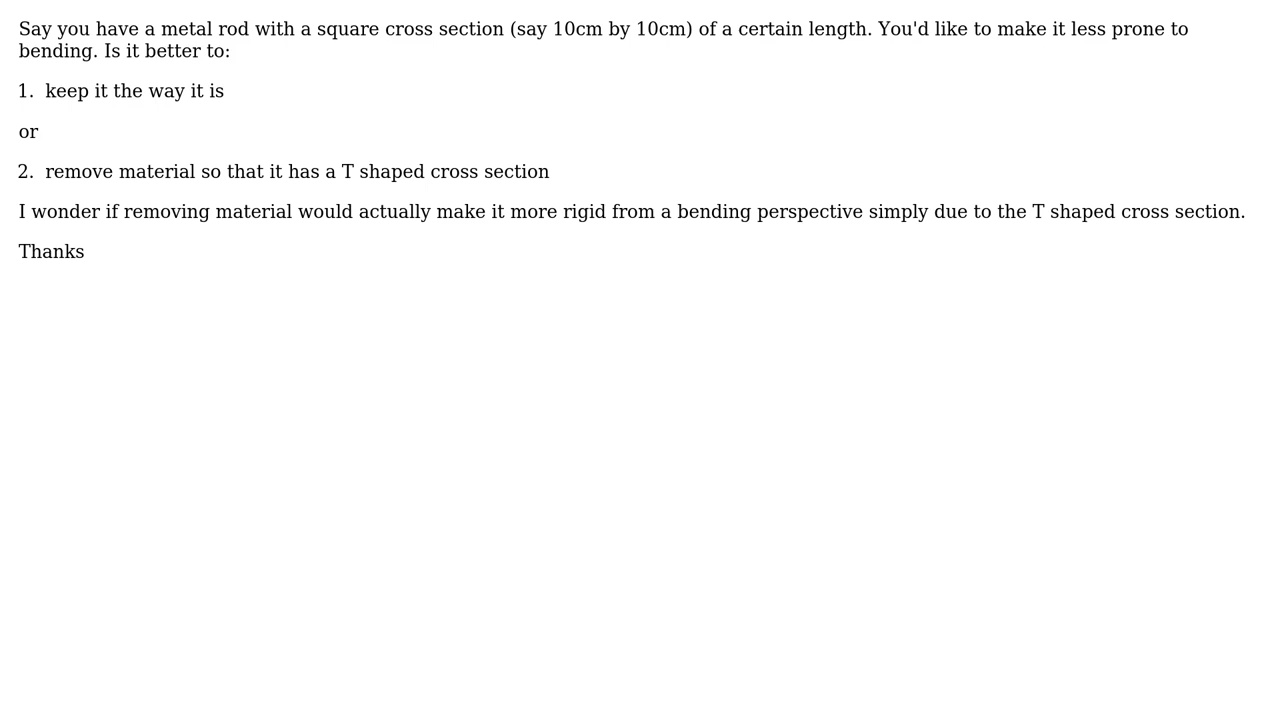 Say you have a metal rod with a square cross section (say 10cm by 10cm) of a certain length. You'd like to make it less prone to
bending. Is it better to:
1. keep it the way it is
or
2. remove material so that it has a T shaped cross section
I wonder if removing material would actually make it more rigid from a bending perspective simply due to the T shaped cross section.
Thanks